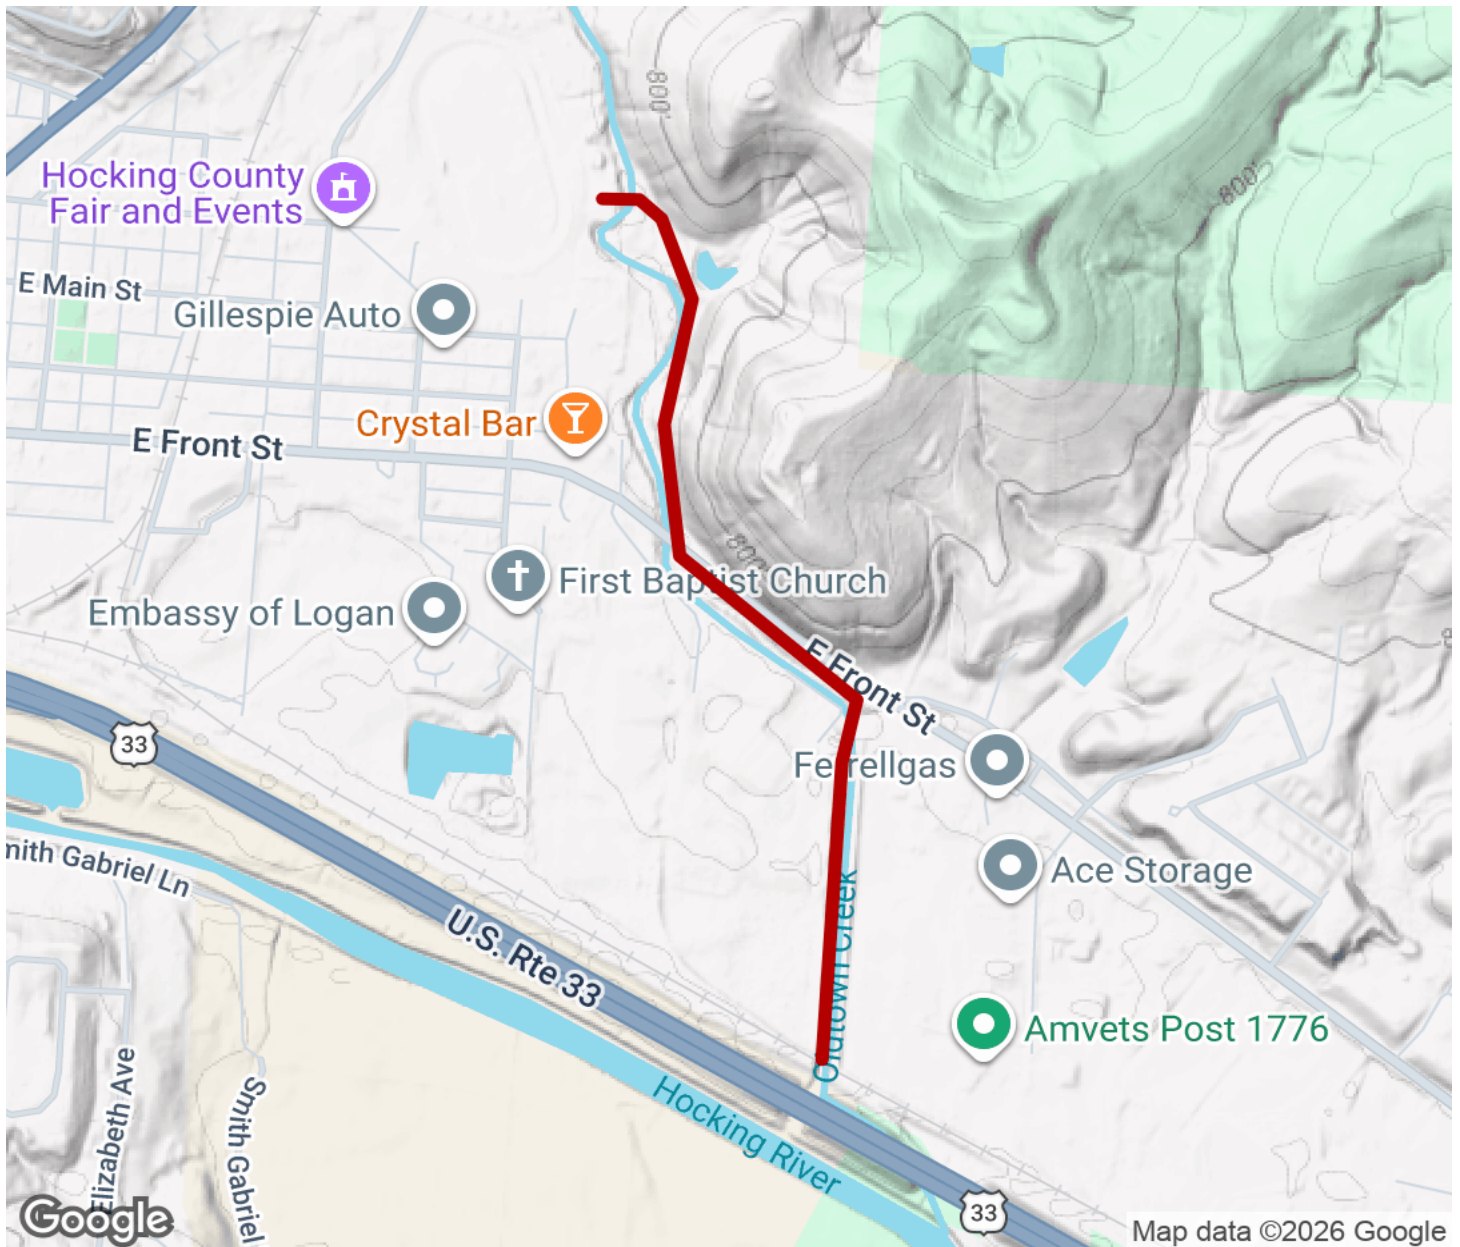 800'
Hocking County
Fair and Events
800'
E Main St
Gillespie Auto
Crystal Bar
E Front St
800
First Baptist Church
Embassy of Logan
E Front St
33
Ferrellgas
mith Gabriel Ln
Ace Storage
U.S. Rte 33
Oldtown Creek
Amvets Post 1776
Elizabeth Ave
Smith Gabriel
Hocking River
33
Google
Map data ©2026 Google